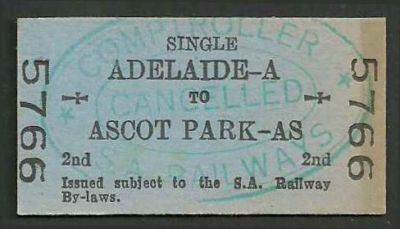 SINGLE
ADELAIDE-A
TO
ASCOT PARK-AS
2nd 2nd
Issued subject to the S.A. Railway
By-laws.
5766
5766
COMPTROLLER
CANCELLED
S.A. RAILWAYS